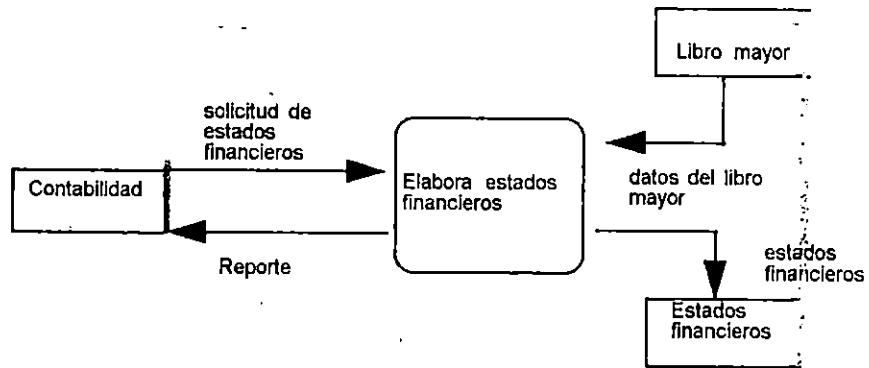 Libro mayor
solicitud de
estados
financieros
Contabilidad
Elabora estados
financieros
datos del libro
mayor
Reporte
estados
financieros
Estados
financieros